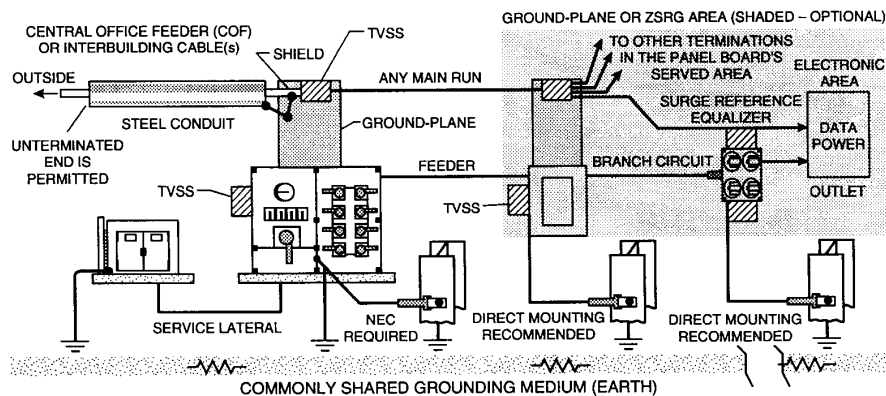 GROUND-PLANE OR ZSRG AREA (SHADED – OPTIONAL)
CENTRAL OFFICE FEEDER (COF)
OR INTERBUILDING CABLE(s)
TVSS
SHIELD
TO OTHER TERMINATIONS
IN THE PANEL BOARD'S
SERVED AREA
ELECTRONIC
AREA
OUTSIDE
ANY MAIN RUN
SURGE REFERENCE
EQUALIZER
STEEL CONDUIT
GROUND-PLANE
DATA
POWER
UNTERMINATED
END IS
PERMITTED
FEEDER
BRANCH CIRCUIT
OUTLET
TVSS
TVSS
SERVICE LATERAL
NEC
REQUIRED
DIRECT MOUNTING
RECOMMENDED
DIRECT MOUNTING
RECOMMENDED
COMMONLY SHARED GROUNDING MEDIUM (EARTH)